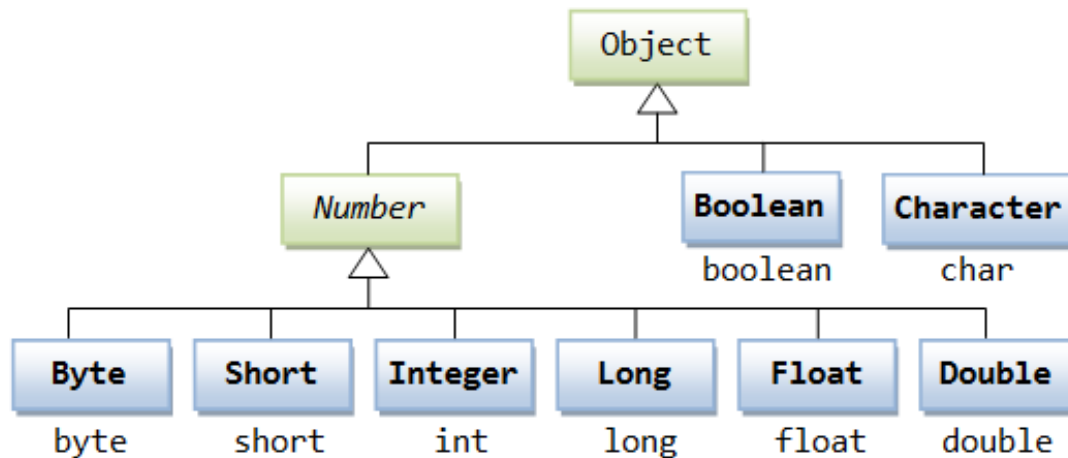 Object
Number
Boolean
Character
boolean
char
Byte
Short
Integer
Long
Float
Double
byte
short
int
long
float
double